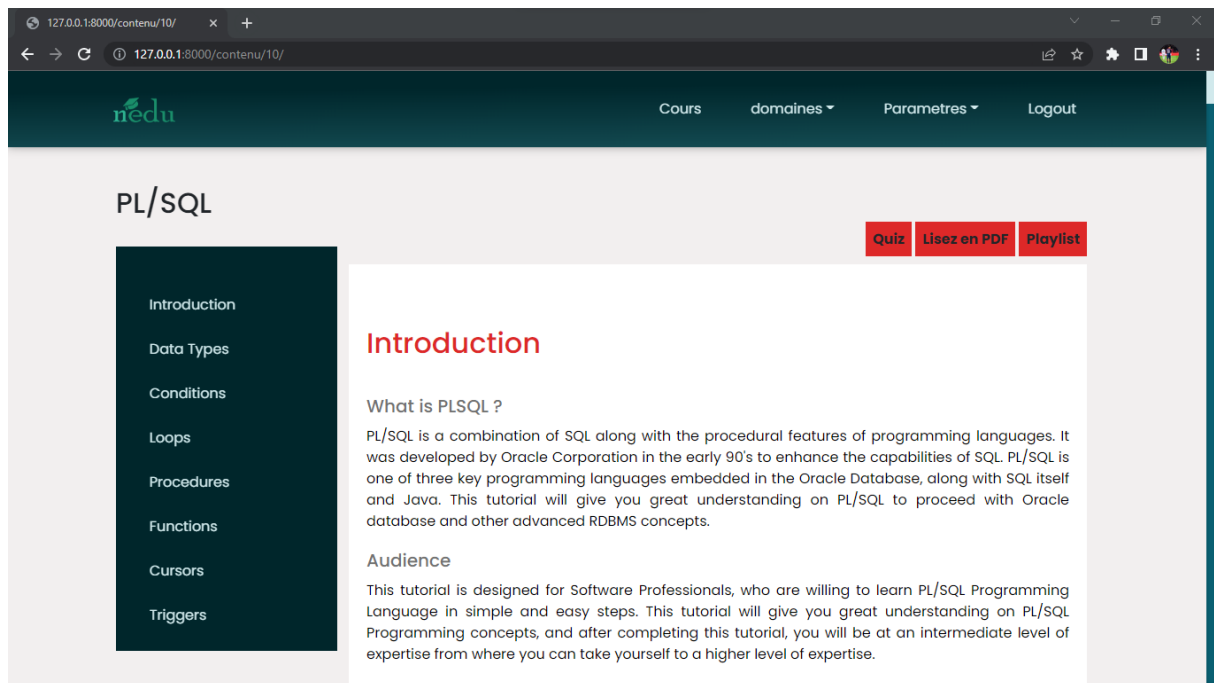 127.0.0.1:8000/contenu/10/
127.0.0.1:8000/contenu/10/
nedu
Cours domaines Parametres Logout
PL/SQL
Quiz Lisez en PDF Playlist
Introduction
Data Types
Conditions
Loops
Procedures
Functions
Cursors
Triggers
Introduction
What is PLSQL ?
PL/SQL is a combination of SQL along with the procedural features of programming languages. It
was developed by Oracle Corporation in the early 90's to enhance the capabilities of SQL. PL/SQL is
one of three key programming languages embedded in the Oracle Database, along with SQL itself
and Java. This tutorial will give you great understanding on PL/SQL to proceed with Oracle
database and other advanced RDBMS concepts.
Audience
This tutorial is designed for Software Professionals, who are willing to learn PL/SQL Programming
Language in simple and easy steps. This tutorial will give you great understanding on PL/SQL
Programming concepts, and after completing this tutorial, you will be at an intermediate level of
expertise from where you can take yourself to a higher level of expertise.